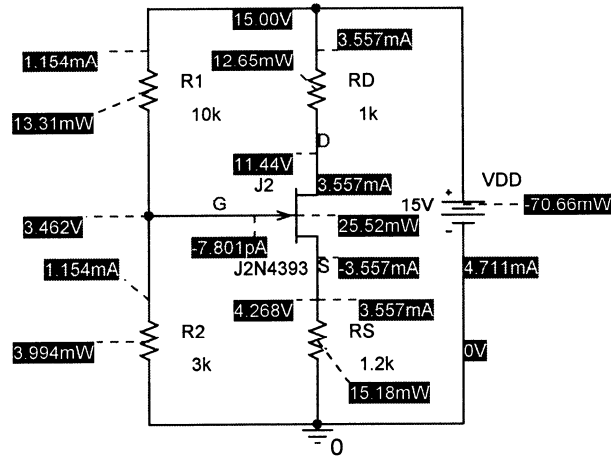 15.00V
3.557mA
1.154mA
12.65mW
R1
RD
13.31mW
10k
1k
D
11.44V
J2
3.557mA
VDD
+
G
15V
-70.66mW
3.462V
25.52mW
-
-7.801pA
J2N4393
S
-3.557mA
4.711mA
1.154mA
4.268V
3.557mA
R2
RS
3.994mW
3k
1.2k
0V
15.18mW
0